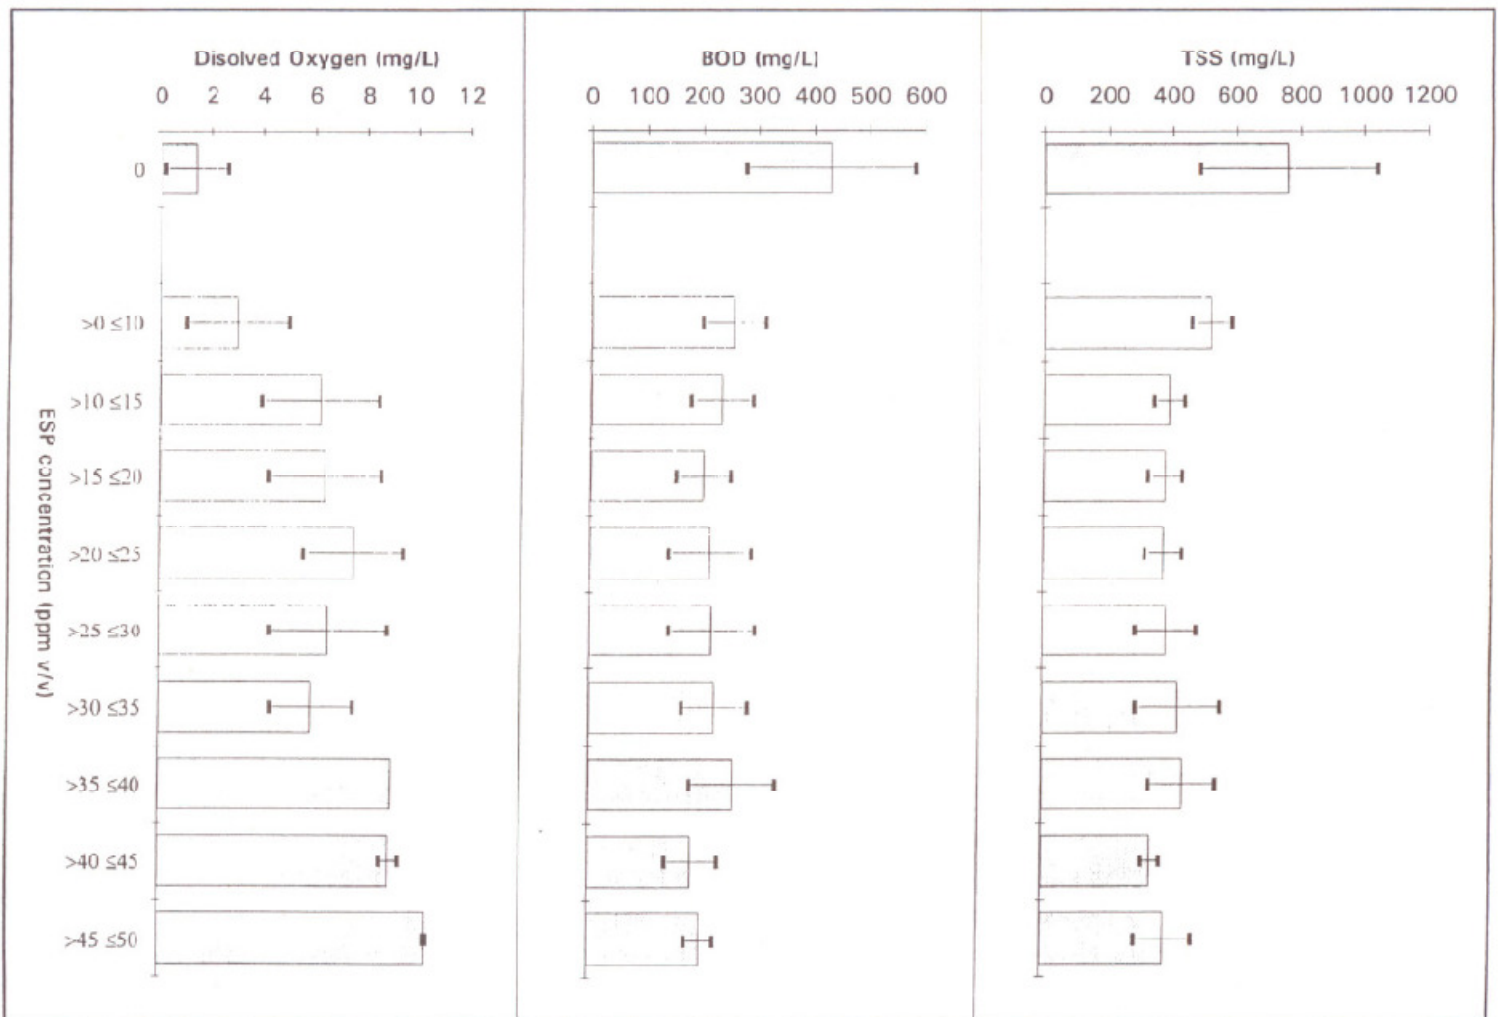 Disolved Oxygen (mg/L)
0 2 4 6 8 10 12
BOD (mg/L)
0 100 200 300 400 500 600
TSS (mg/L)
0 200 400 600 800 1000 1200
ESP concentration (ppm v/v)
0
>0 ≤10
>10 ≤15
>15 ≤20
>20 ≤25
>25 ≤30
>30 ≤35
>35 ≤40
>40 ≤45
>45 ≤50